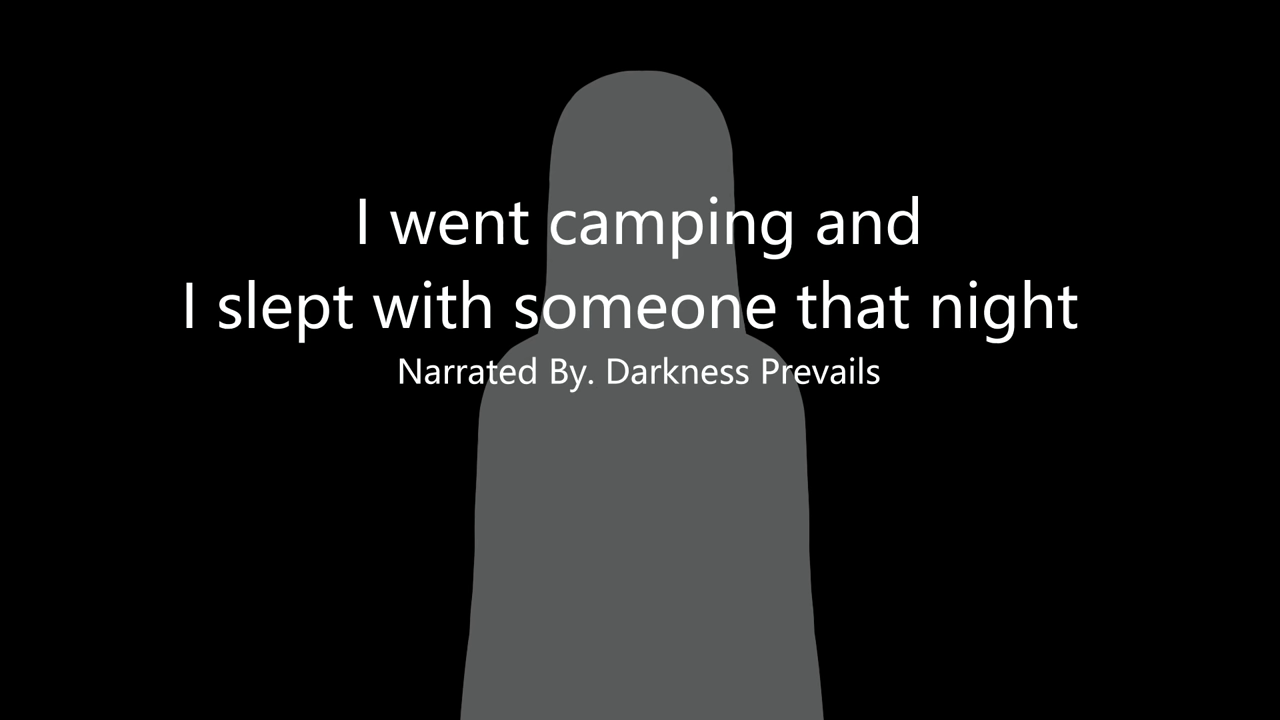 I went camping and
I slept with someone that night
Narrated By. Darkness Prevails